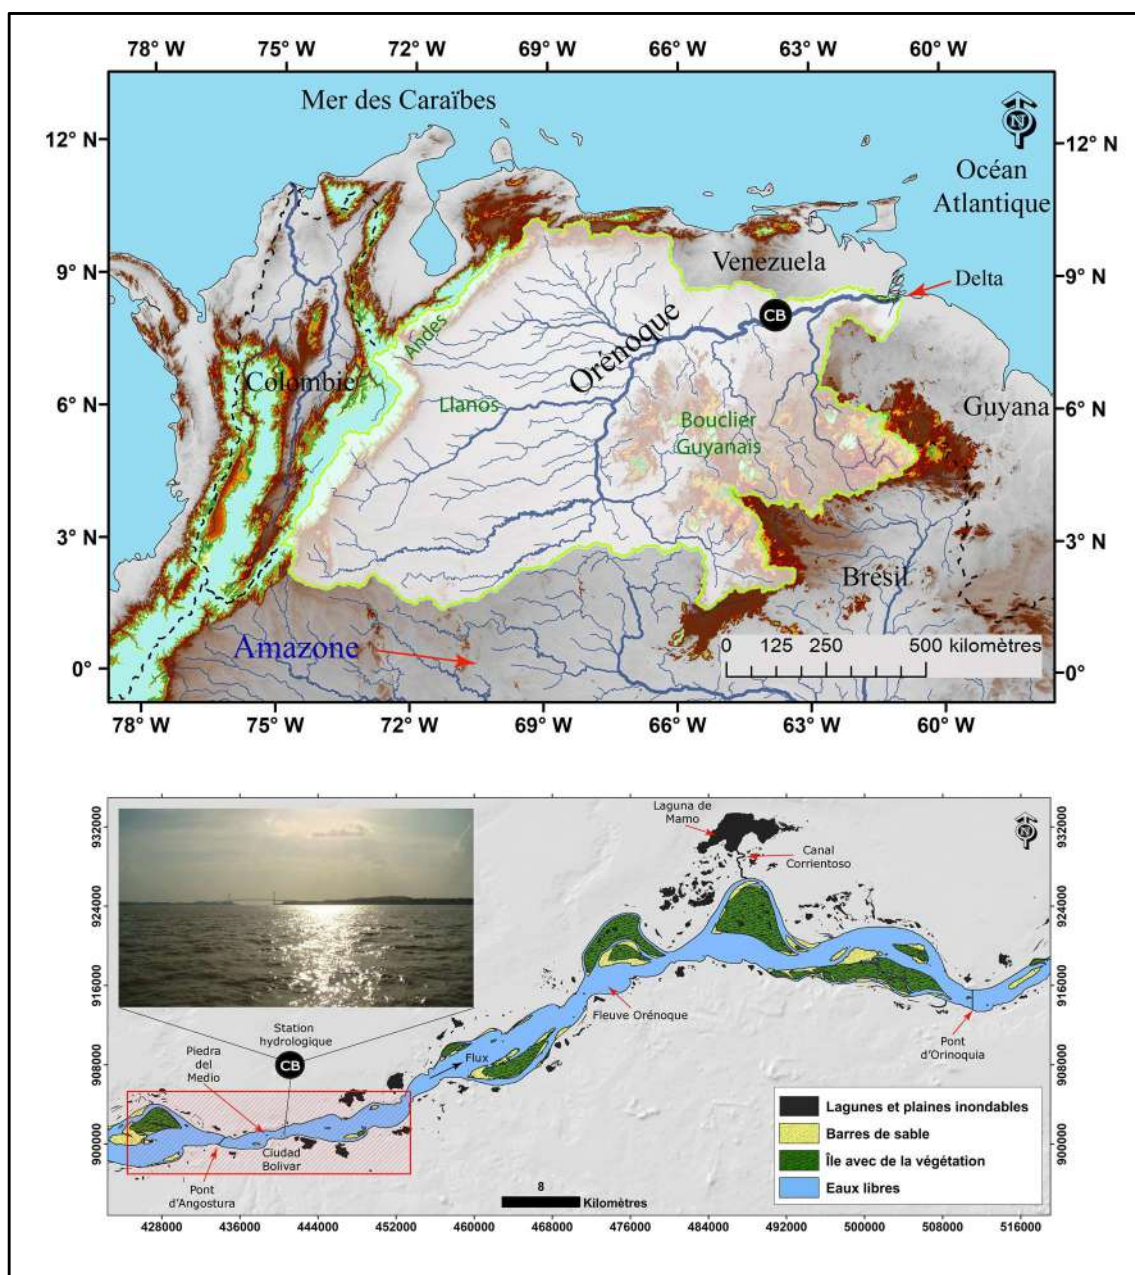 78° W 75° W 72° W 69° W 66° W 63° W 60° W
Mer des Caraïbes
N
12° N 12° N
Océan
Atlantique
9° N 9° N
Venezuela
Delta
CB
Andes
Orénoque
Colombie
Llanos
6° N 6° N
Guyana
Bouclier
Guyanais
3° N 3° N
Bresil
Amazone
0 125 250 500 kilomètres
0° 0°
78° W 75° W 72° W 69° W 66° W 63° W 60° W
Laguna de
Mamo
N
932000 932000
Canal
Corrientoso
924000 924000
916000 916000
Fleuve Orénoque
Station
hydrologique
Pont
d'Orinoquia
Piedra
del
Medio
CB
Flux
908000 908000
Lagunes et plaines inondables
Barres de sable
900000 900000
Ciudad
Bolivar
Île avec de la végétation
Pont
d'Angostura
8
Kilomètres
Eaux libres
428000 436000 444000 452000 460000 468000 476000 484000 492000 500000 508000 516000